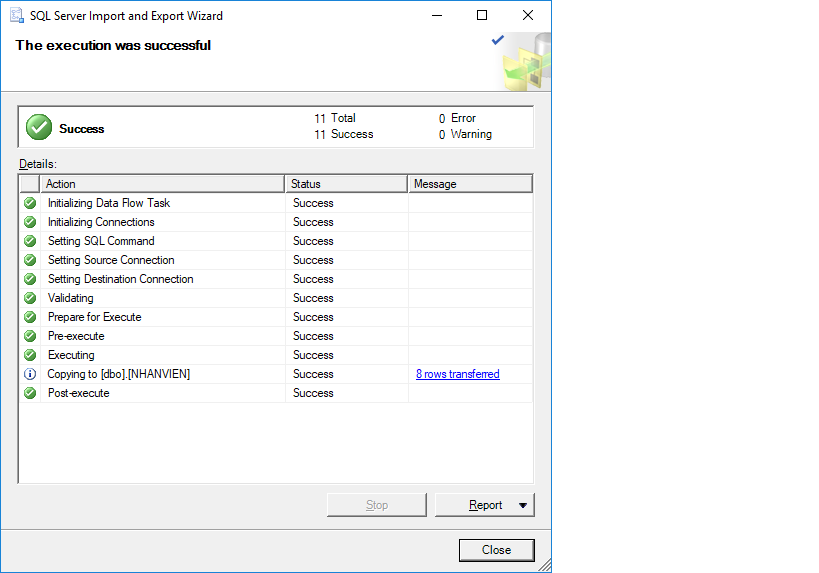 SQL Server Import and Export Wizard
The execution was successful
Success
11 Total 0 Error
11 Success 0 Warning
Details:
Action Status Message
Initializing Data Flow Task Success
Initializing Connections Success
Setting SQL Command Success
Setting Source Connection Success
Setting Destination Connection Success
Validating Success
Prepare for Execute Success
Pre-execute Success
Executing Success
Copying to [dbo].[NHANVIEN] Success 8 rows transferred
Post-execute Success
Stop Report
Close